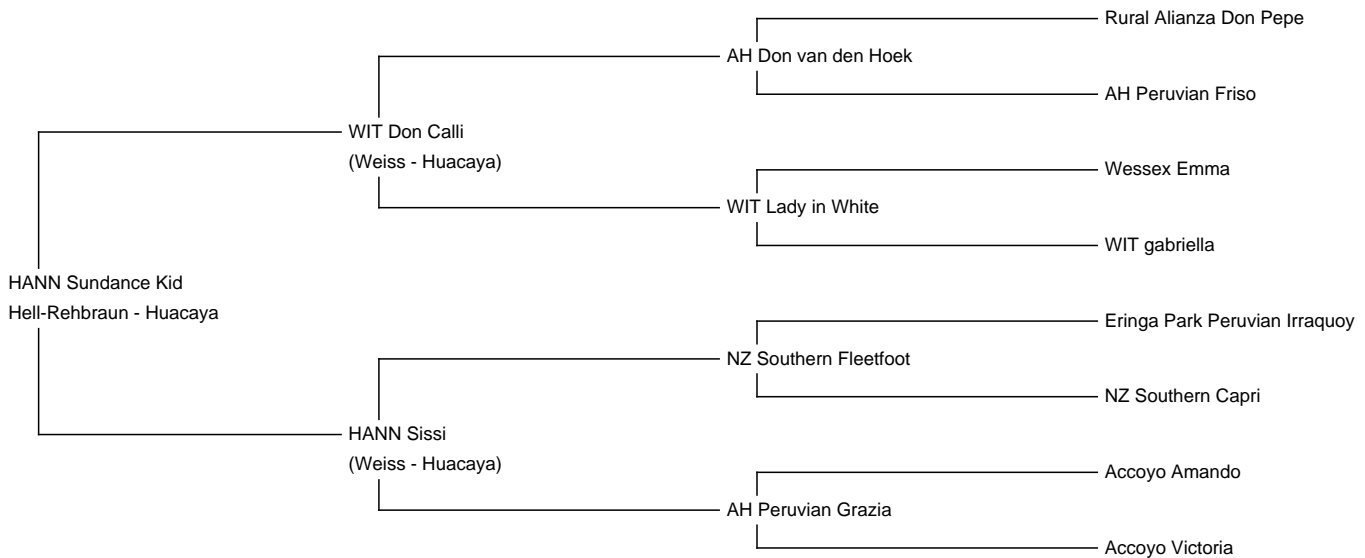 Rural Alianza Don Pepe
AH Don van den Hoek
AH Peruvian Friso
WIT Don Calli
(Weiss - Huacaya)
Wessex Emma
WIT Lady in White
WIT gabriella
HANN Sundance Kid
Hell-Rehbraun - Huacaya
Eringa Park Peruvian Irraquoy
NZ Southern Fleetfoot
NZ Southern Capri
HANN Sissi
(Weiss - Huacaya)
Accoyo Amando
AH Peruvian Grazia
Accoyo Victoria